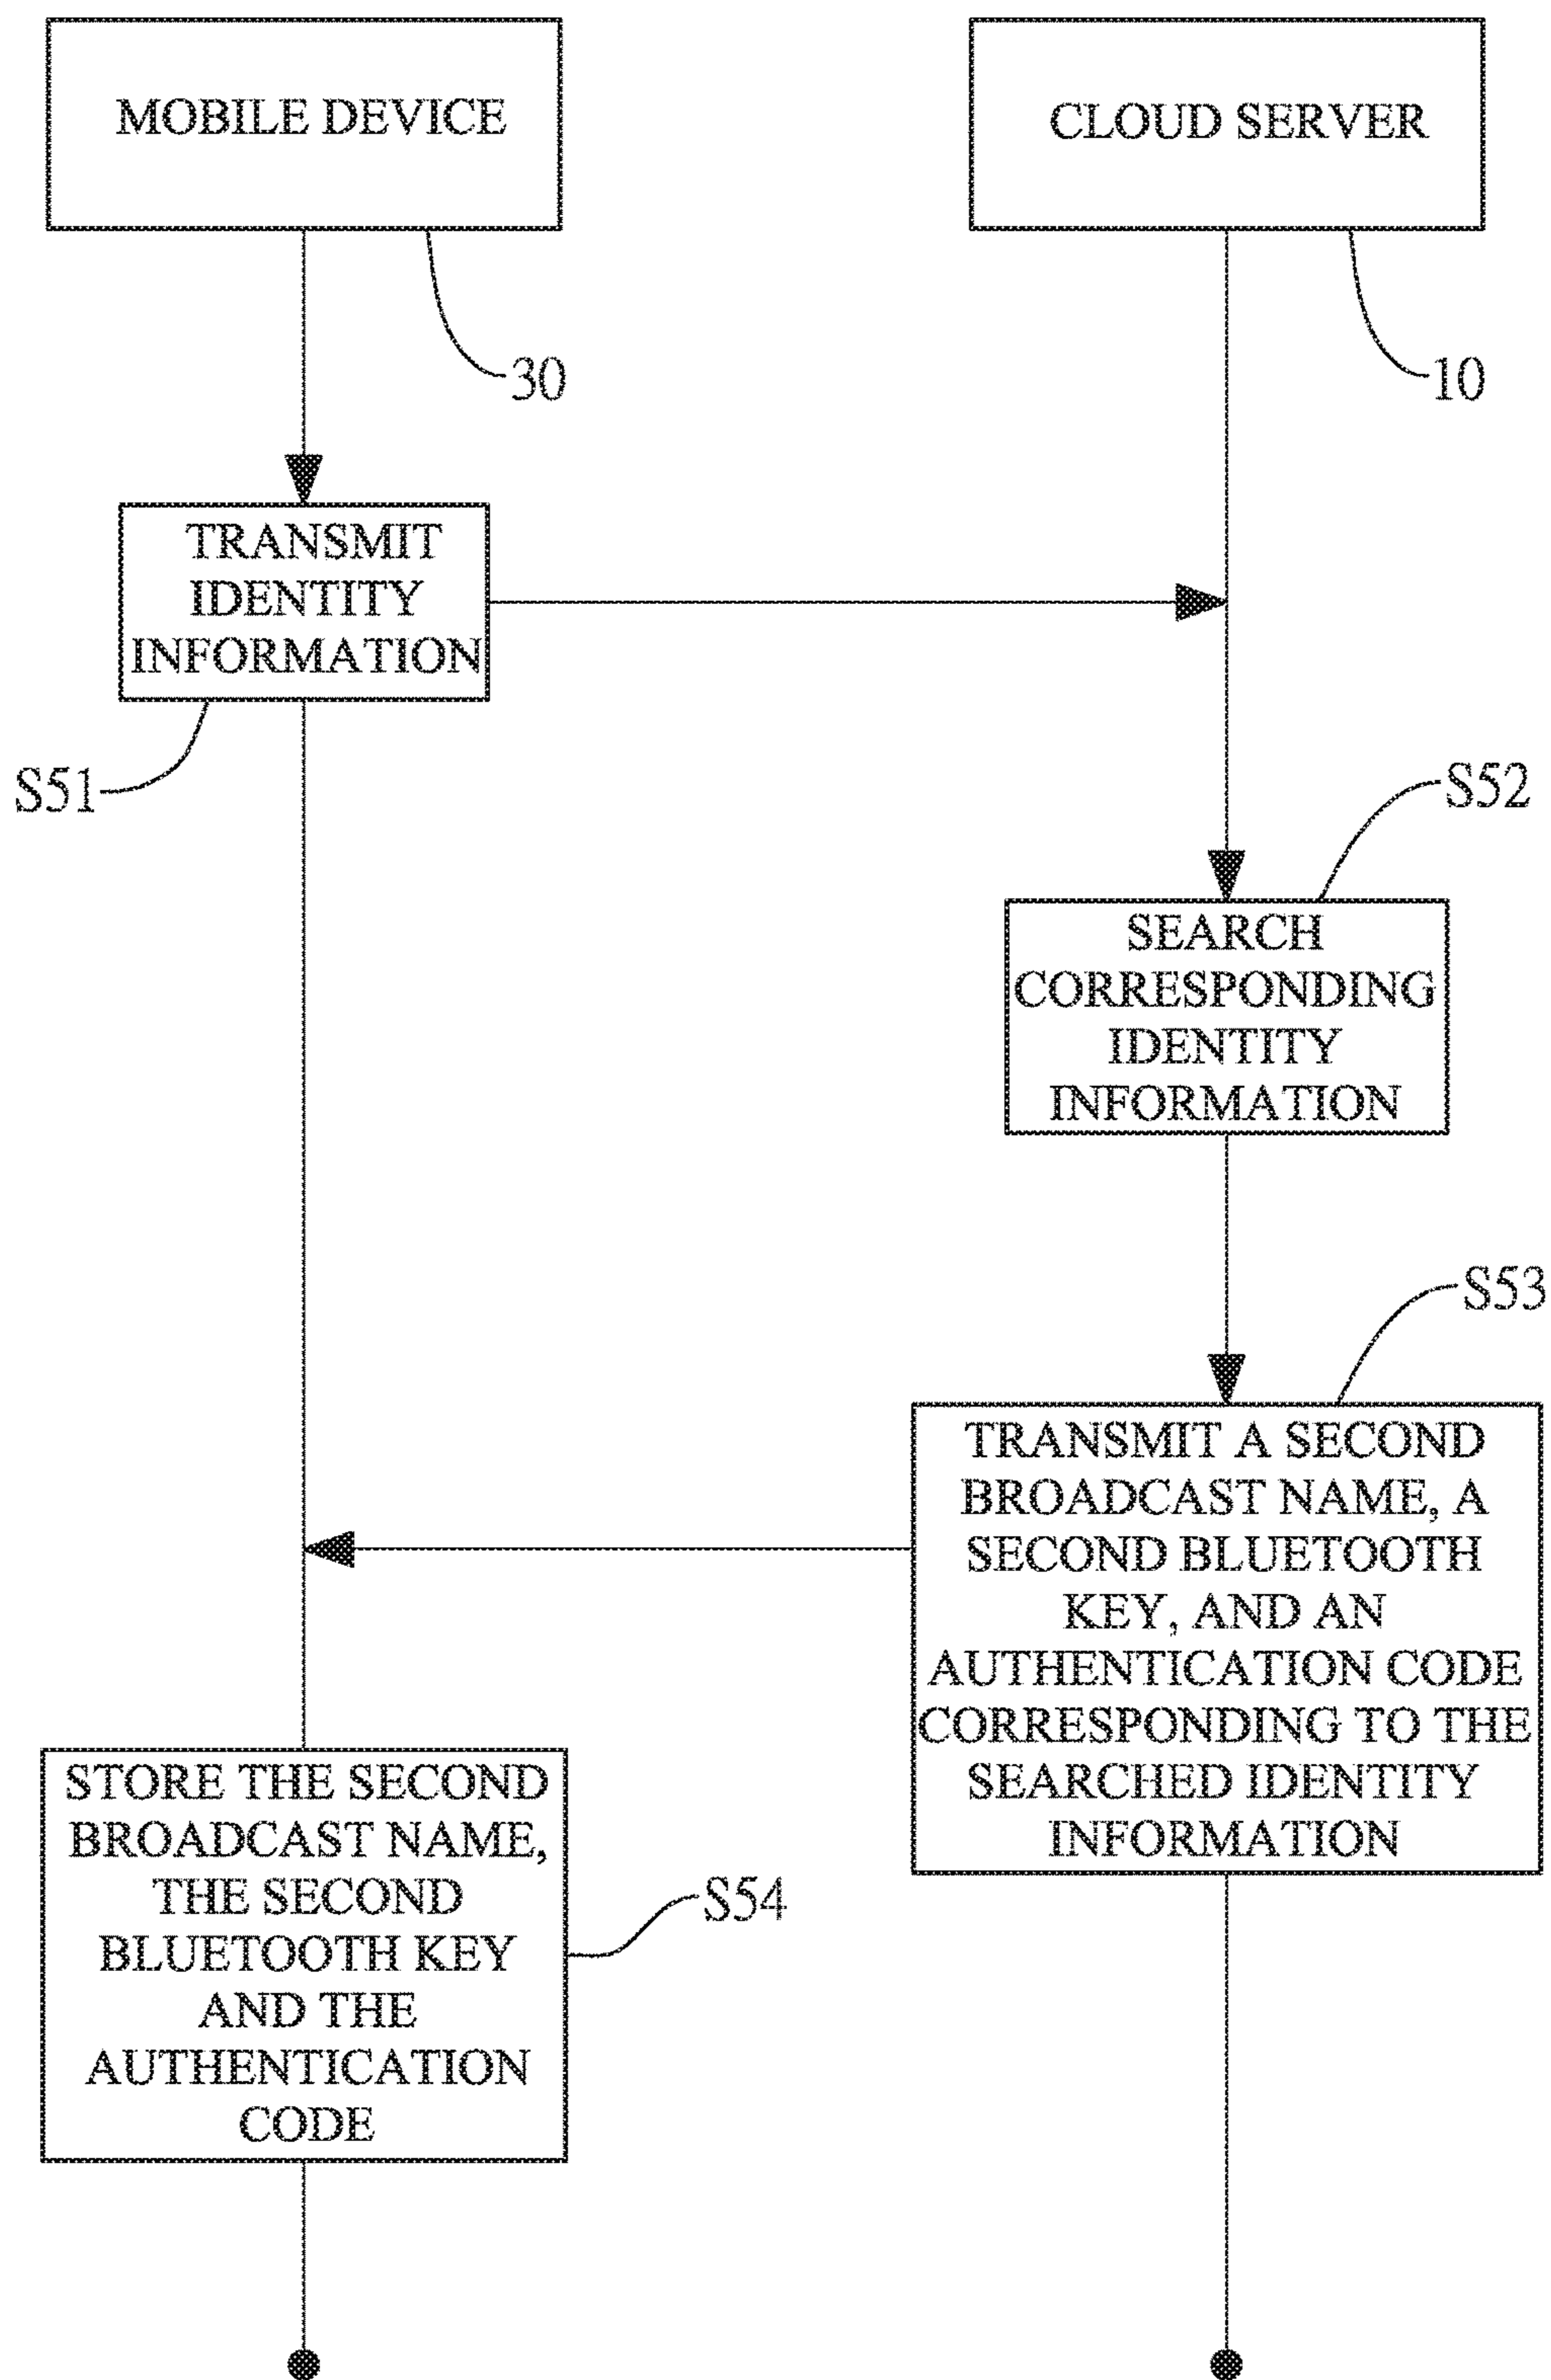 MOBILE DEVICE
CLOUD SERVER
30
10
TRANSMIT
IDENTITY
INFORMATION
S51
S52
SEARCH
CORRESPONDING
IDENTITY
INFORMATION
S53
TRANSMIT A SECOND
BROADCAST NAME, A
SECOND BLUETOOTH
KEY, AND AN
AUTHENTICATION CODE
CORRESPONDING TO THE
SEARCHED IDENTITY
INFORMATION
STORE THE SECOND
BROADCAST NAME,
THE SECOND
BLUETOOTH KEY
AND THE
AUTHENTICATION
CODE
S54